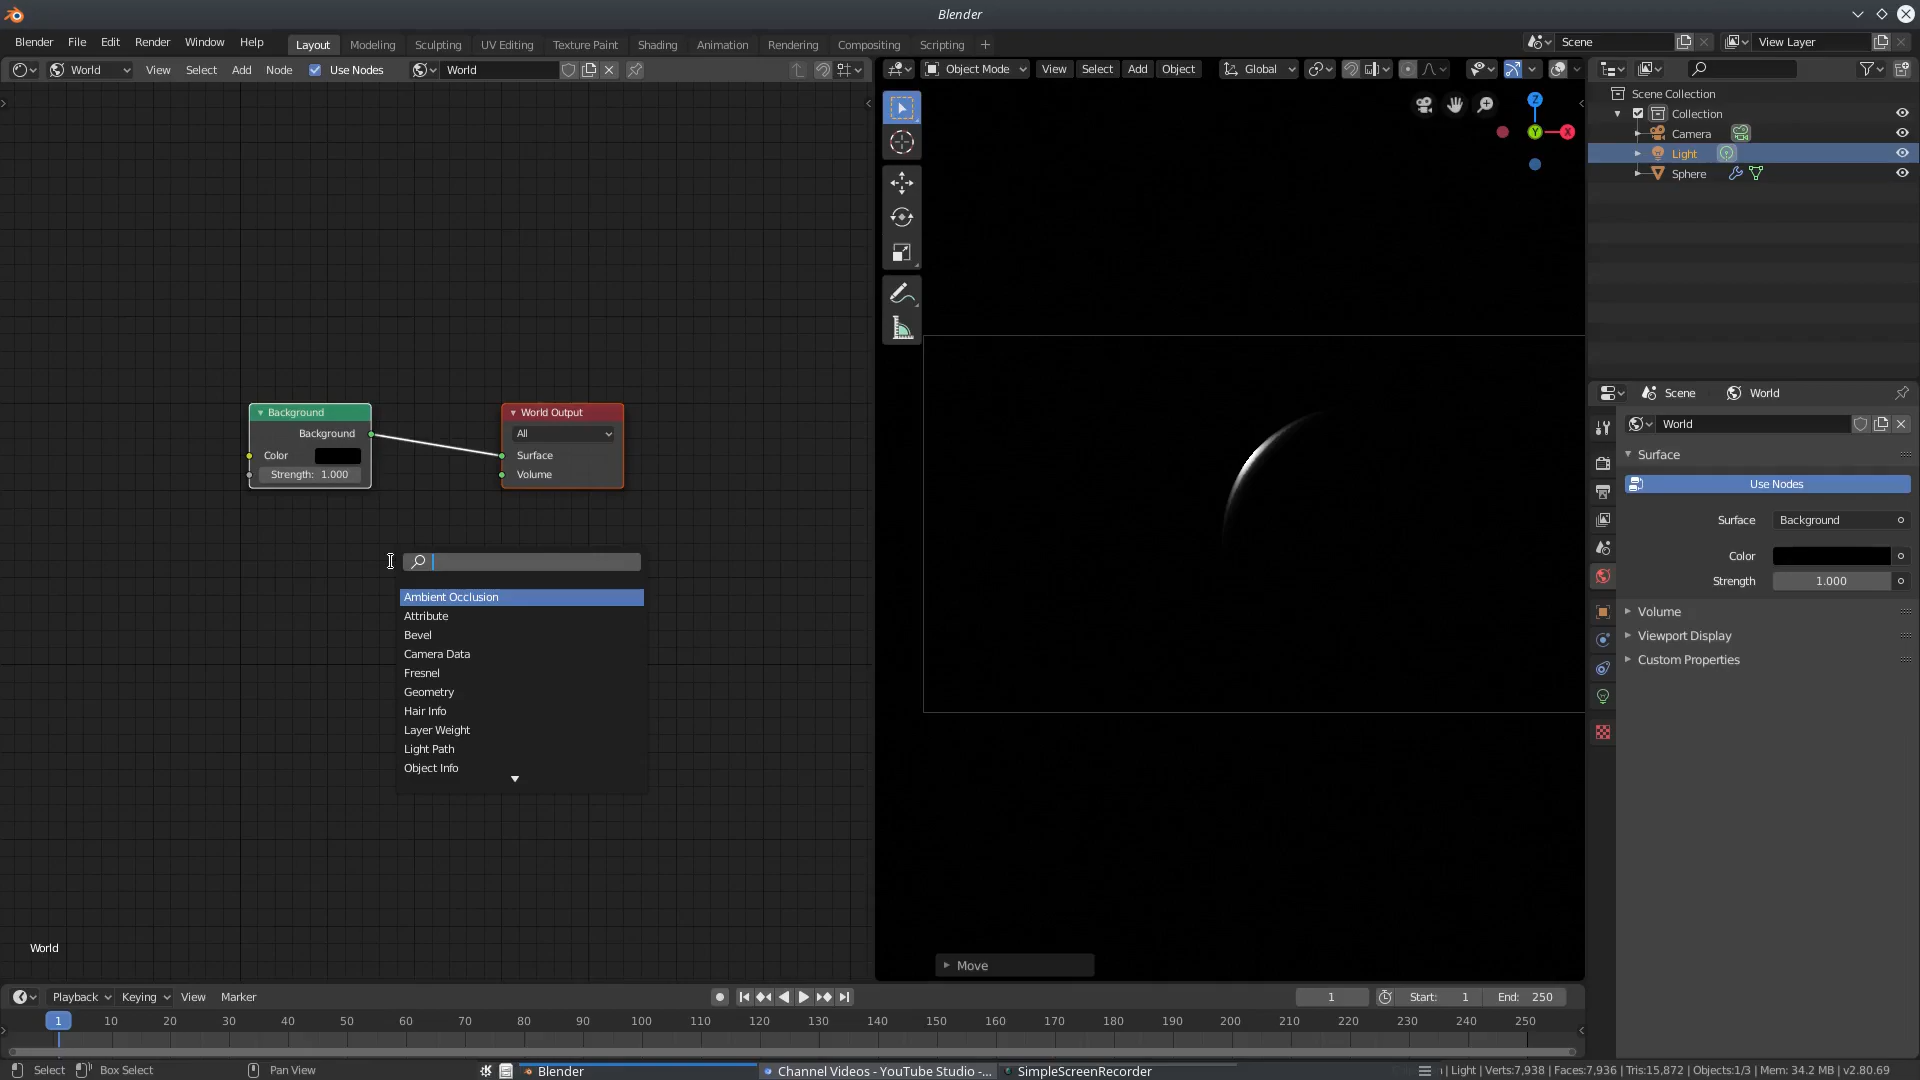 Blender
Blender File Edit Render Window Help Layout Modeling Sculpting UV Editing Texture Paint Shading Animation Rendering Compositing Scripting + Scene View Layer
World View Select Add Node Use Nodes World Object Mode View Select Add Object Global
Scene Collection
Collection
Camera
Light
Sphere
Z
Y
X
Background
Background
Color
Strength: 1.000
World Output
All
Surface
Volume
Ambient Occlusion
Attribute
Bevel
Camera Data
Fresnel
Geometry
Hair Info
Layer Weight
Light Path
Object Info
World
Move
Scene World
World
Surface
Use Nodes
Surface Background
Color
Strength 1.000
Volume
Viewport Display
Custom Properties
Playback Keying View Marker 1 Start: 1 End: 250
1 10 20 30 40 50 60 70 80 90 100 110 120 130 140 150 160 170 180 190 200 210 220 230 240 250
Select Box Select Pan View Blender Channel Videos - YouTube Studio -... SimpleScreenRecorder | Light | Verts:7,938 | Faces:7,936 | Tris:15,872 | Objects:1/3 | Mem: 34.2 MB | v2.80.69